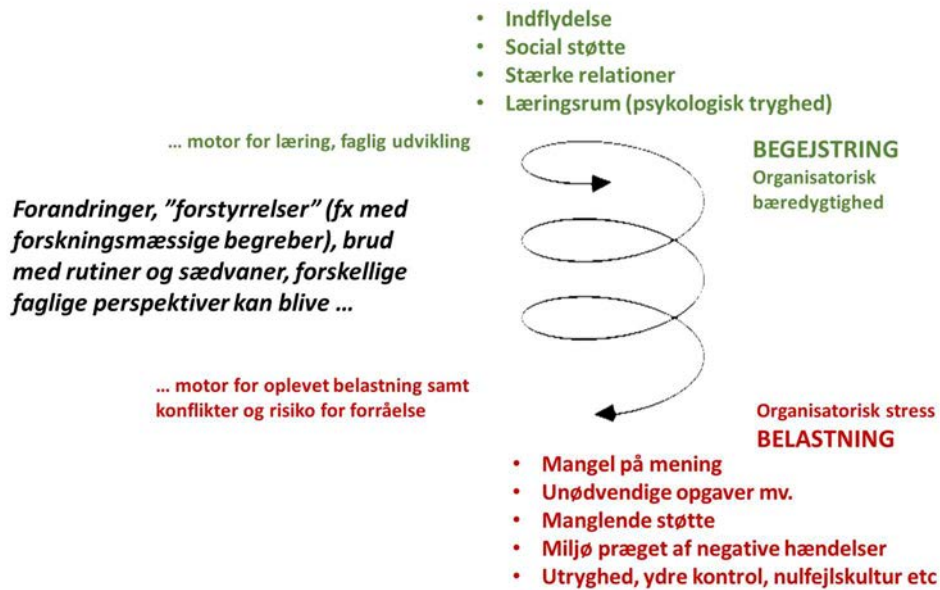 • Indflydelse
• Social støtte
• Stærke relationer
• Læringsrum (psykologisk tryghed)
... motor for læring, faglig udvikling
BEGEJSTRING
Organisatorisk
bæredygtighed
Forandringer, ”forstyrrelser” (fx med
forskningsmæssige begreber), brud
med rutiner og sædvaner, forskellige
faglige perspektiver kan blive ...
... motor for oplevet belastning samt
konflikter og risiko for forråelse
Organisatorisk stress
BELASTNING
• Mangel på mening
• Unødvendige opgaver mv.
• Manglende støtte
• Miljø præget af negative hændelser
• Utryghed, ydre kontrol, nulfejlskultur etc